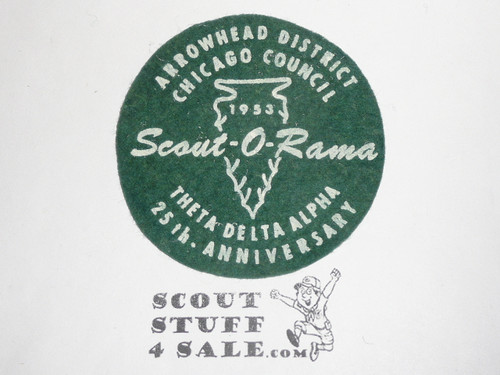 ARROWHEAD DISTRICT
CHICAGO COUNCIL
1953
Scout-O-Rama
THETA DELTA ALPHA
25th. ANNIVERSARY
SCOUT
STUFF
4 SALE.COM